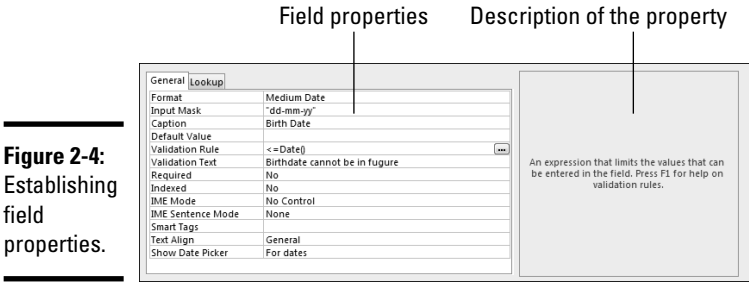 Field properties
Description of the property
General Lookup
Format Medium Date
Input Mask "dd-mm-yy"
Caption Birth Date
Default Value
Validation Rule <=Date() ...
Validation Text Birthdate cannot be in fugure
Required No
Indexed No
IME Mode No Control
IME Sentence Mode None
Smart Tags
Text Align General
Show Date Picker For dates
An expression that limits the values that can
be entered in the field. Press F1 for help on
validation rules.
Figure 2-4:
Establishing
field
properties.